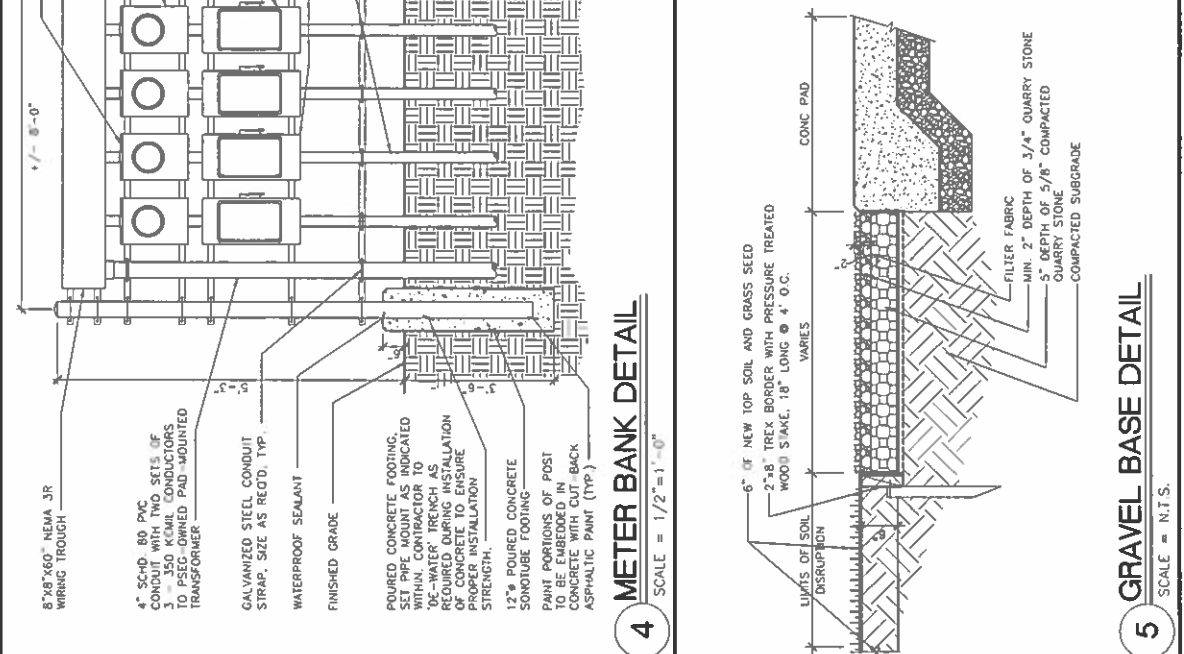 +/- 8'-0"
8"X8"X60" NEMA 3R
WIRING TROUGH
4" SCHD. 80 PVC
CONDUIT WITH TWO SETS OF
3 - 350 KCMIL CONDUCTORS
TO PSEG-OWNED PAD-MOUNTED
TRANSFORMER
GALVANIZED STEEL CONDUIT
STRAP, SIZE AS REQ'D. TYP.
WATERPROOF SEALANT
FINISHED GRADE
POURED CONCRETE FOOTING,
SET PIPE MOUNT AS INDICATED
WITHIN. CONTRACTOR TO
'DE-WATER' TRENCH AS
REQUIRED DURING INSTALLATION
OF CONCRETE TO ENSURE
PROPER INSTALLATION
STRENGTH.
12"ø POURED CONCRETE
SONOTUBE FOOTING
PAINT PORTIONS OF POST
TO BE EMBEDDED IN
CONCRETE WITH CUT-BACK
ASPHALTIC PAINT (TYP.)
5'-3"
6"
3'-6"
4
METER BANK DETAIL
SCALE = 1/2"=1'-0"
6" OF NEW TOP SOIL AND GRASS SEED
2"x8" TREX BORDER WITH PRESSURE TREATED
WOOD STAKE, 18" LONG @ 4' O.C.
LIMITS OF SOIL
DISRUPTION
VARIES
CONC PAD
2"
6"
FILTER FABRIC
MIN. 2" DEPTH OF 3/4" QUARRY STONE
5" DEPTH OF 5/8" COMPACTED
QUARRY STONE
COMPACTED SUBGRADE
5
GRAVEL BASE DETAIL
SCALE = N.T.S.